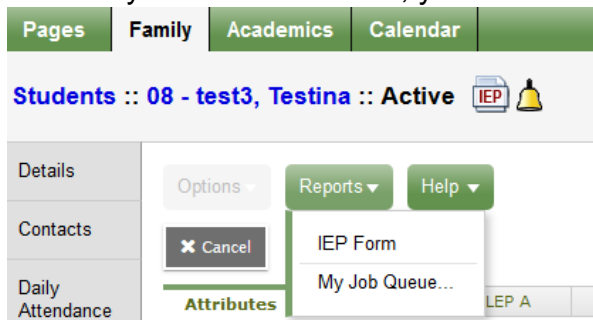 Pages Family Academics Calendar
Students :: 08 - test3, Testina :: Active IEP
Details
Options Reports Help
Contacts
Cancel
IEP Form
My Job Queue...
Daily
Attendance
Attributes
LEP A